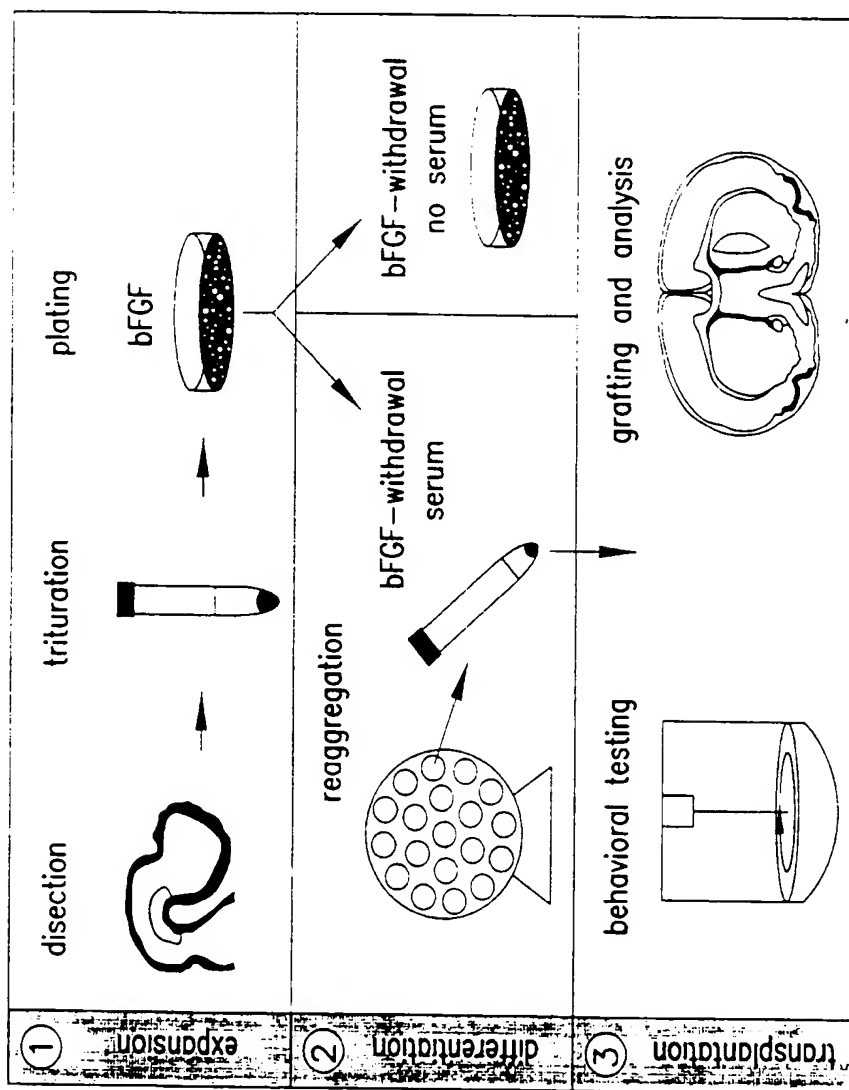 1
expansion
disection
trituration
plating
bFGF
2
differentiation
reaggregation
bFGF-withdrawal
serum
bFGF-withdrawal
no serum
3
transplantation
behavioral testing
grafting and analysis